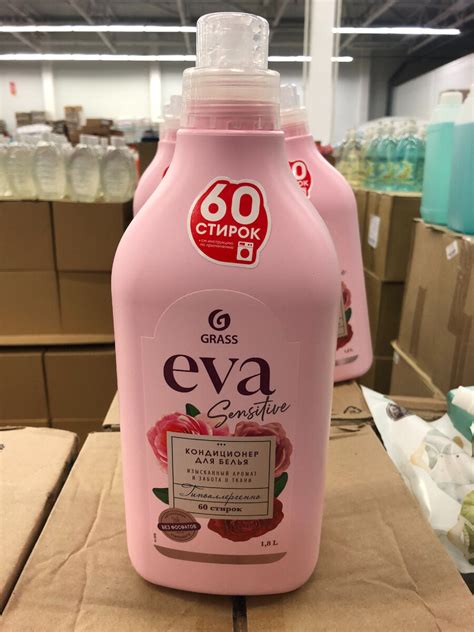 60
СТИРОК
GRASS
eva
Sensitive
КОНДИЦИОНЕР
ДЛЯ БЕЛЬЯ
ИЗЫСКАННЫЙ АРОМАТ
И ЗАБОТА О ТКАНИ
Гипоаллергенно
60 стирок
БЕЗ ФОСФАТОВ
1,8 L